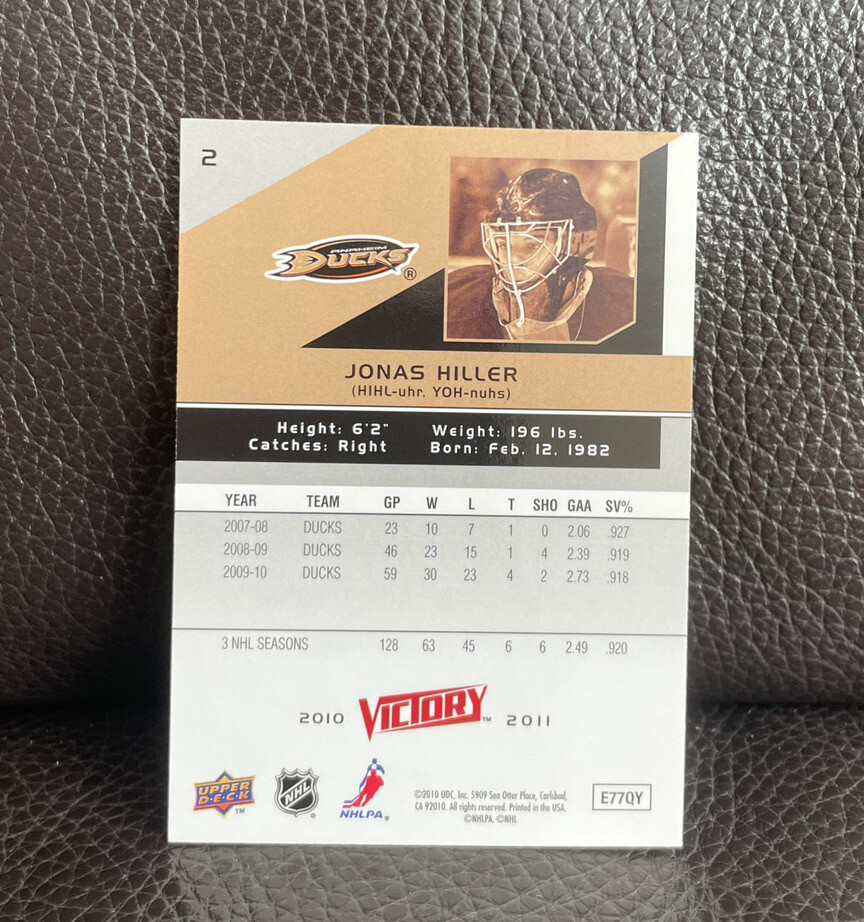 2
ANAHEIM
DUCKS ®
JONAS HILLER
(HIHL-uhr, YOH-nuhs)
Height: 6'2" Weight: 196 lbs.
Catches: Right Born: Feb. 12, 1982
YEAR TEAM GP W L T SHO GAA SV%
2007-08 DUCKS 23 10 7 1 0 2.06 .927
2008-09 DUCKS 46 23 15 1 4 2.39 .919
2009-10 DUCKS 59 30 23 4 2 2.73 .918
3 NHL SEASONS 128 63 45 6 6 2.49 .920
2010 VICTORY™ 2011
UPPER
D·E·C·K
™
NHL ®
NHLPA®
©2010 UDC, Inc. 5909 Sea Otter Place, Carlsbad,
CA 92010. All rights reserved. Printed in the USA.
©NHLPA. ©NHL
E77QY